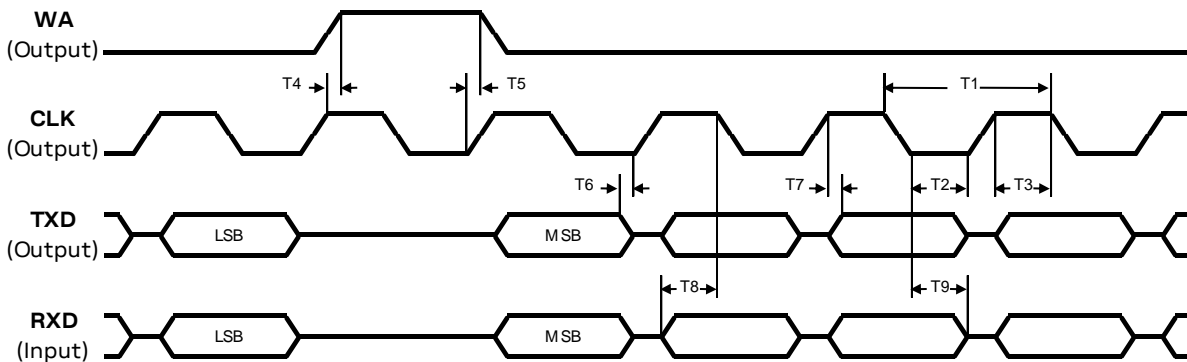 WA
(Output)
T4
T5
T1
CLK
(Output)
T6
T7
T2
T3
TXD
(Output)
LSB
MSB
T8
T9
RXD
(Input)
LSB
MSB